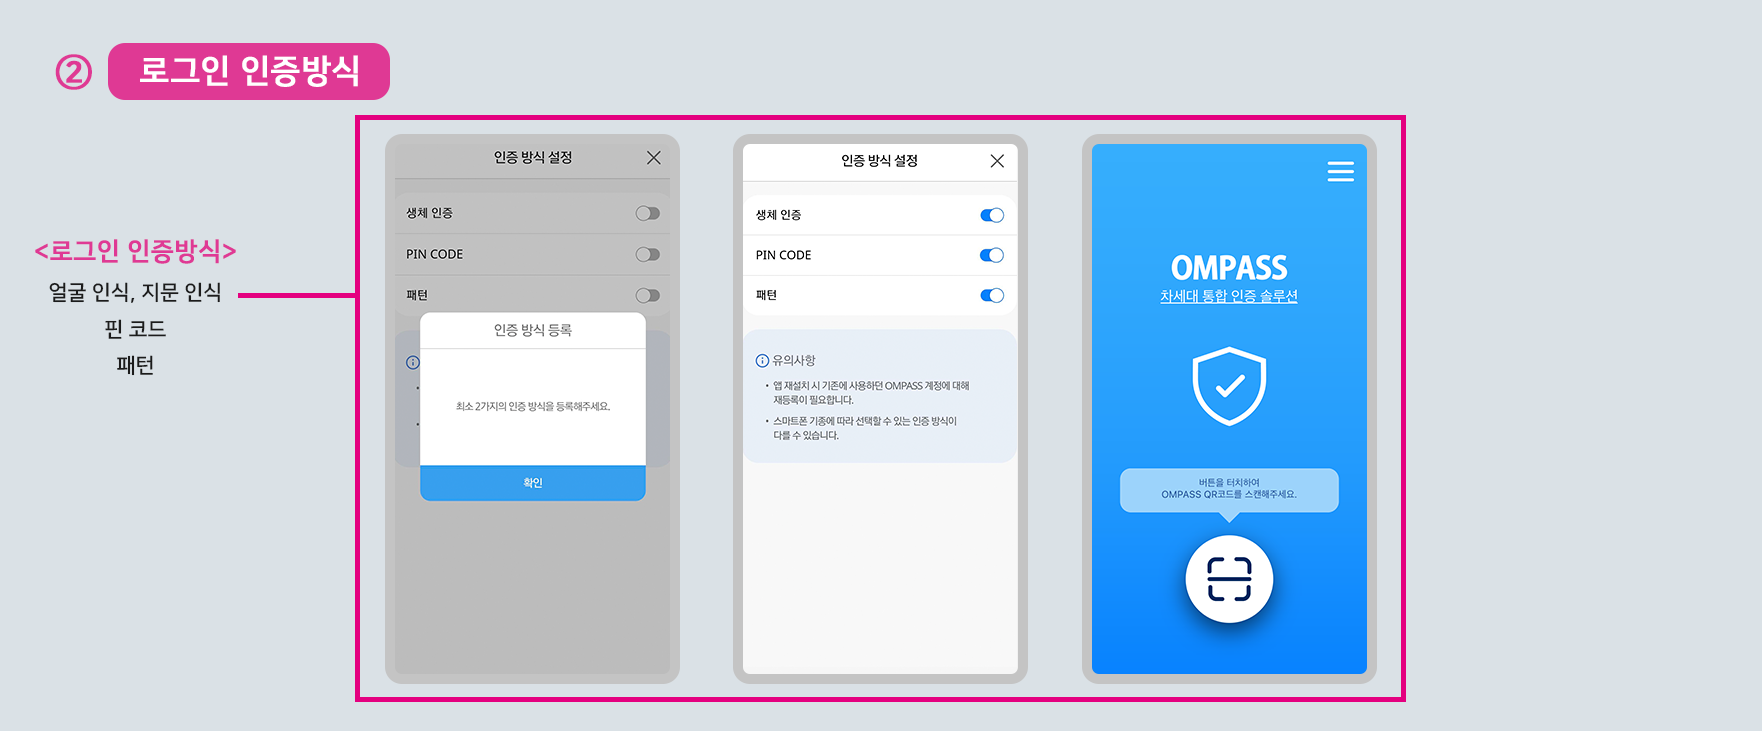 ② 로그인 인증방식
<로그인 인증방식>
얼굴 인식, 지문 인식
핀 코드
패턴
인증 방식 설정
생체 인증
PIN CODE
패턴
인증 방식 등록
최소 2가지의 인증 방식을 등록해주세요.
확인
인증 방식 설정
생체 인증
PIN CODE
패턴
유의사항
• 앱 재설치 시 기존에 사용하던 OMPASS 계정에 대해
재등록이 필요합니다.
• 스마트폰 기종에 따라 선택할 수 있는 인증 방식이
다를 수 있습니다.
OMPASS
차세대 통합 인증 솔루션
버튼을 터치하여
OMPASS QR코드를 스캔해주세요.